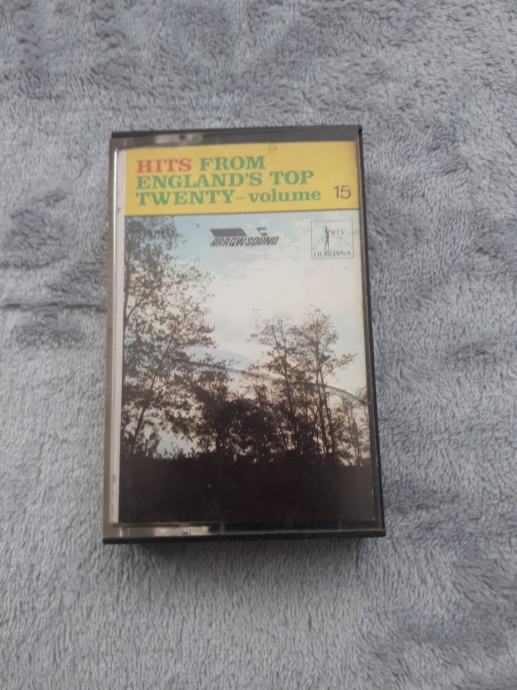 HITS FROM
ENGLAND'S TOP
TWENTY-volume 15
ARROWSOUND
RTV
LJUBLJANA